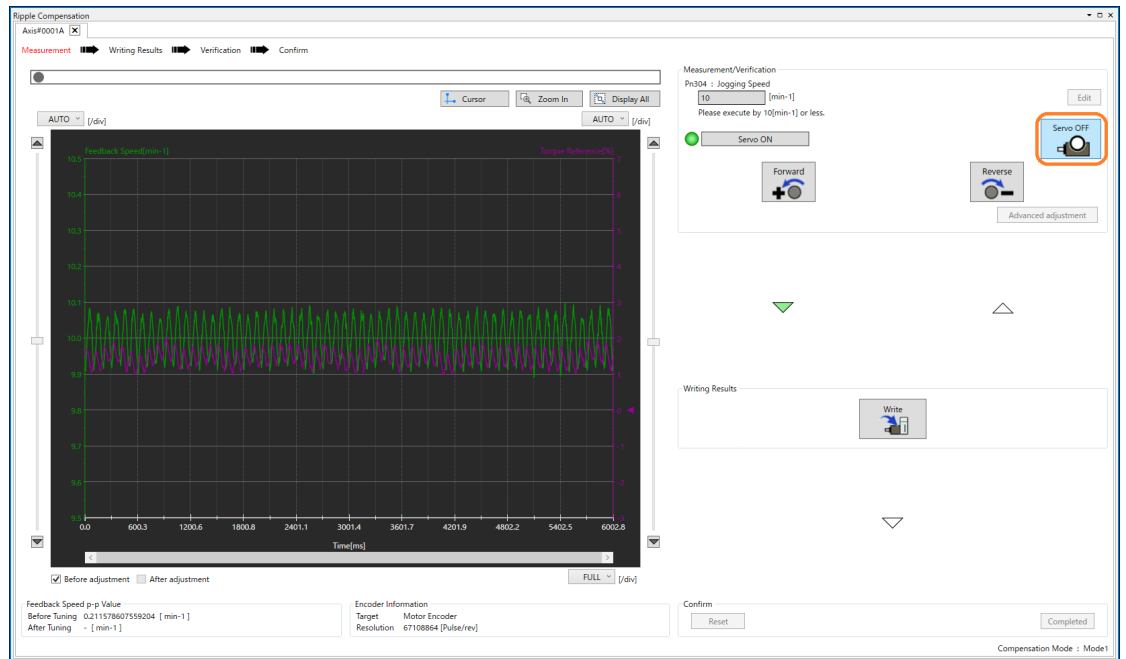 Ripple Compensation
Axis#0001A
Measurement Writing Results Verification Confirm
Cursor Zoom In Display All
AUTO [/div] AUTO [/div]
Feedback Speed[min-1] Torque Reference[%]
10.5 7
10.4 6
10.3 5
10.2 4
10.1 3
10.0 2
9.9 1
9.8 0
9.7 -1
9.6 -2
9.5 -3
0.0 600.3 1200.6 1800.8 2401.1 3001.4 3601.7 4201.9 4802.2 5402.5 6002.8
Time[ms]
Before adjustment After adjustment FULL [/div]
Feedback Speed p-p Value
Before Tuning 0.211578607559204 [ min-1 ]
After Tuning - [ min-1 ]
Encoder Information
Target Motor Encoder
Resolution 67108864 [Pulse/rev]
Measurement/Verification
Pn304 : Jogging Speed
10 [min-1] Edit
Please execute by 10[min-1] or less.
Servo OFF
Servo ON
Forward Reverse
Advanced adjustment
Writing Results
Write
Confirm
Reset Completed
Compensation Mode : Mode1